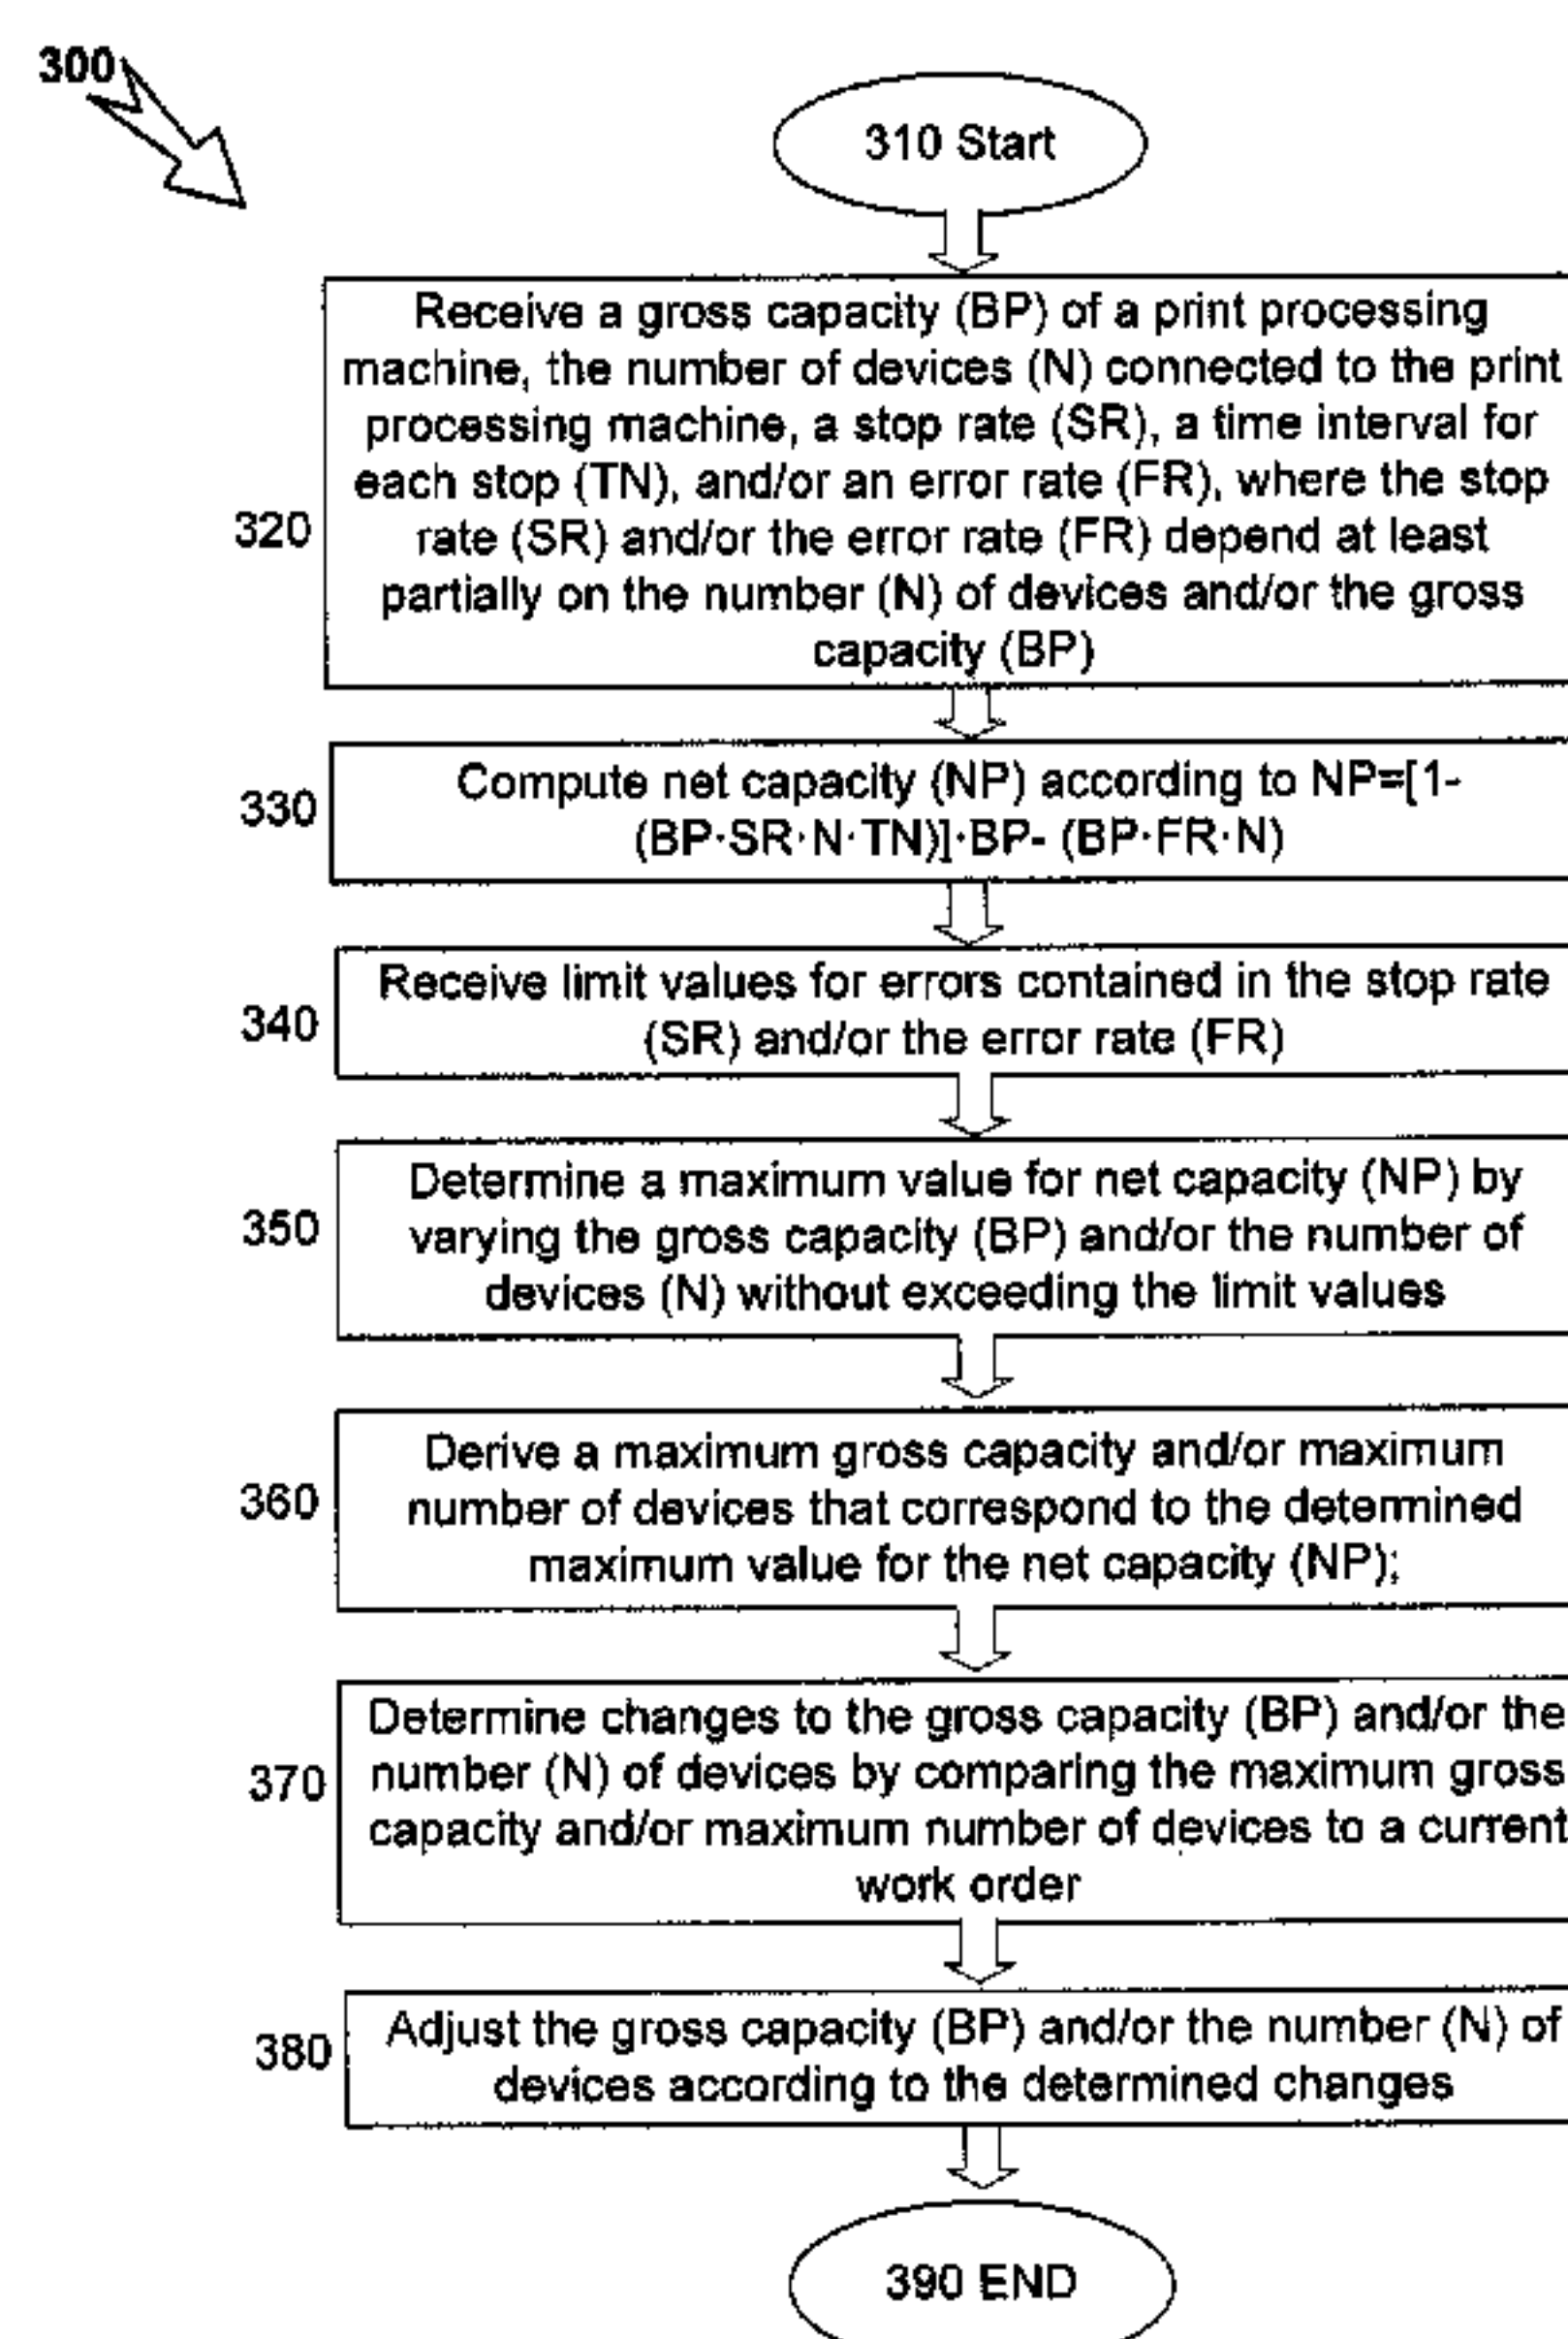 300
310 Start
Receive a gross capacity (BP) of a print processing
machine, the number of devices (N) connected to the print
processing machine, a stop rate (SR), a time interval for
each stop (TN), and/or an error rate (FR), where the stop
rate (SR) and/or the error rate (FR) depend at least
partially on the number (N) of devices and/or the gross
capacity (BP)
320
Compute net capacity (NP) according to NP=[1-
(BP·SR·N·TN)]·BP- (BP·FR·N)
330
Receive limit values for errors contained in the stop rate
(SR) and/or the error rate (FR)
340
Determine a maximum value for net capacity (NP) by
varying the gross capacity (BP) and/or the number of
devices (N) without exceeding the limit values
350
Derive a maximum gross capacity and/or maximum
number of devices that correspond to the determined
maximum value for the net capacity (NP);
360
Determine changes to the gross capacity (BP) and/or the
number (N) of devices by comparing the maximum gross
capacity and/or maximum number of devices to a current
work order
370
Adjust the gross capacity (BP) and/or the number (N) of
devices according to the determined changes
380
390 END